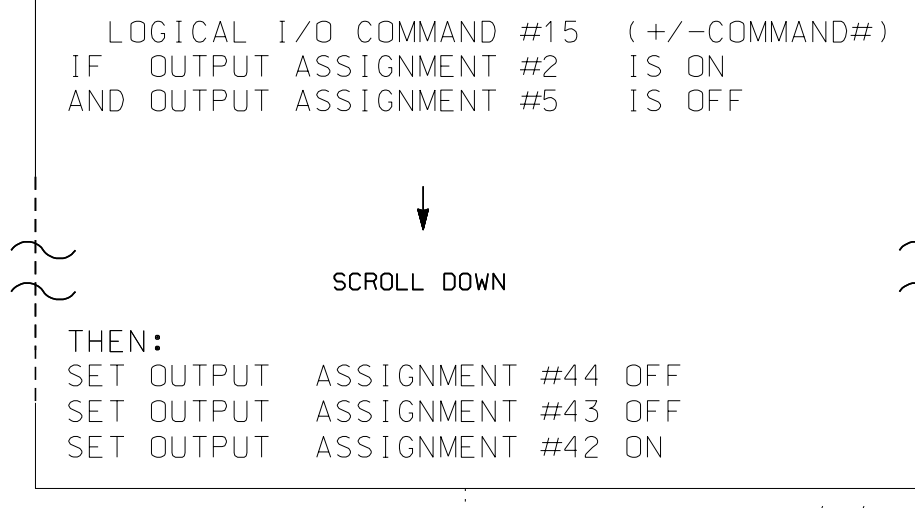 LOGICAL I/O COMMAND #15 (+/-COMMAND#)
IF OUTPUT ASSIGNMENT #2 IS ON
AND OUTPUT ASSIGNMENT #5 IS OFF
SCROLL DOWN
THEN:
SET OUTPUT ASSIGNMENT #44 OFF
SET OUTPUT ASSIGNMENT #43 OFF
SET OUTPUT ASSIGNMENT #42 ON